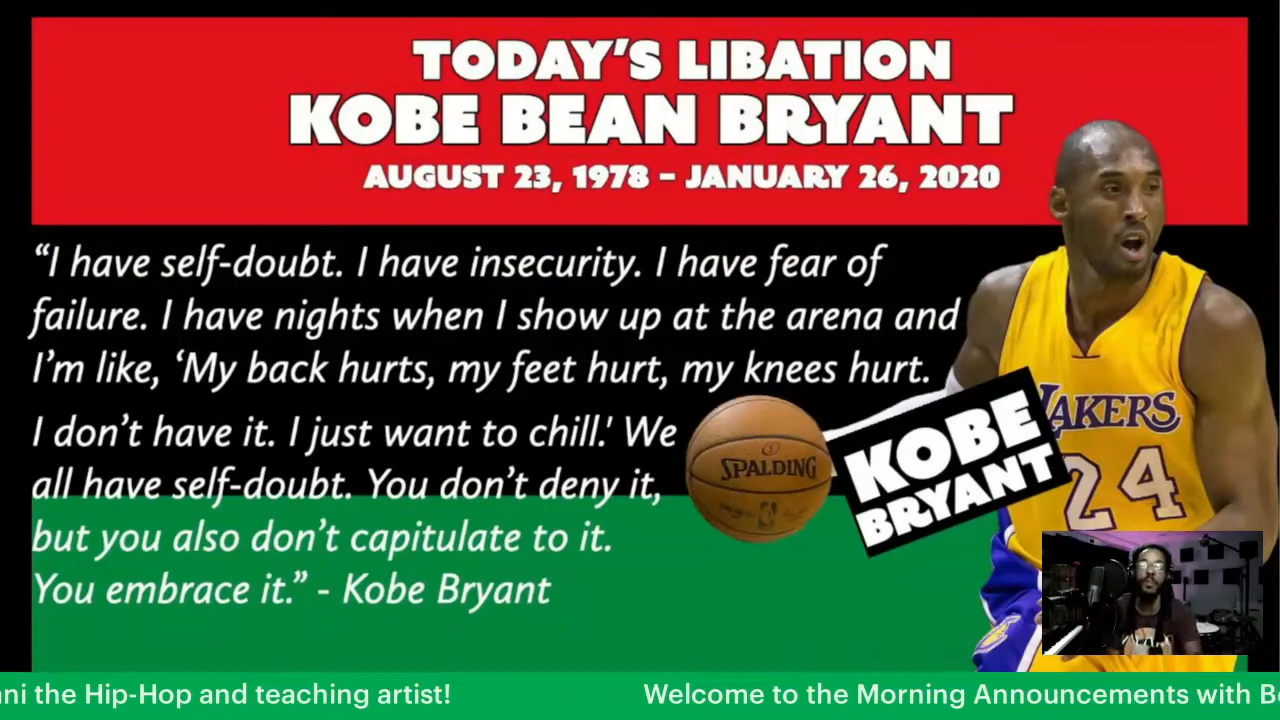 TODAY'S LIBATION
KOBE BEAN BRYANT
AUGUST 23, 1978 – JANUARY 26, 2020
“I have self-doubt. I have insecurity. I have fear of
failure. I have nights when I show up at the arena and
I’m like, ‘My back hurts, my feet hurt, my knees hurt.
I don’t have it. I just want to chill.' We
all have self-doubt. You don’t deny it,
but you also don’t capitulate to it.
You embrace it.” - Kobe Bryant
SPALDING
KOBE
BRYANT
LAKERS
24
ani the Hip-Hop and teaching artist!
Welcome to the Morning Announcements with Be